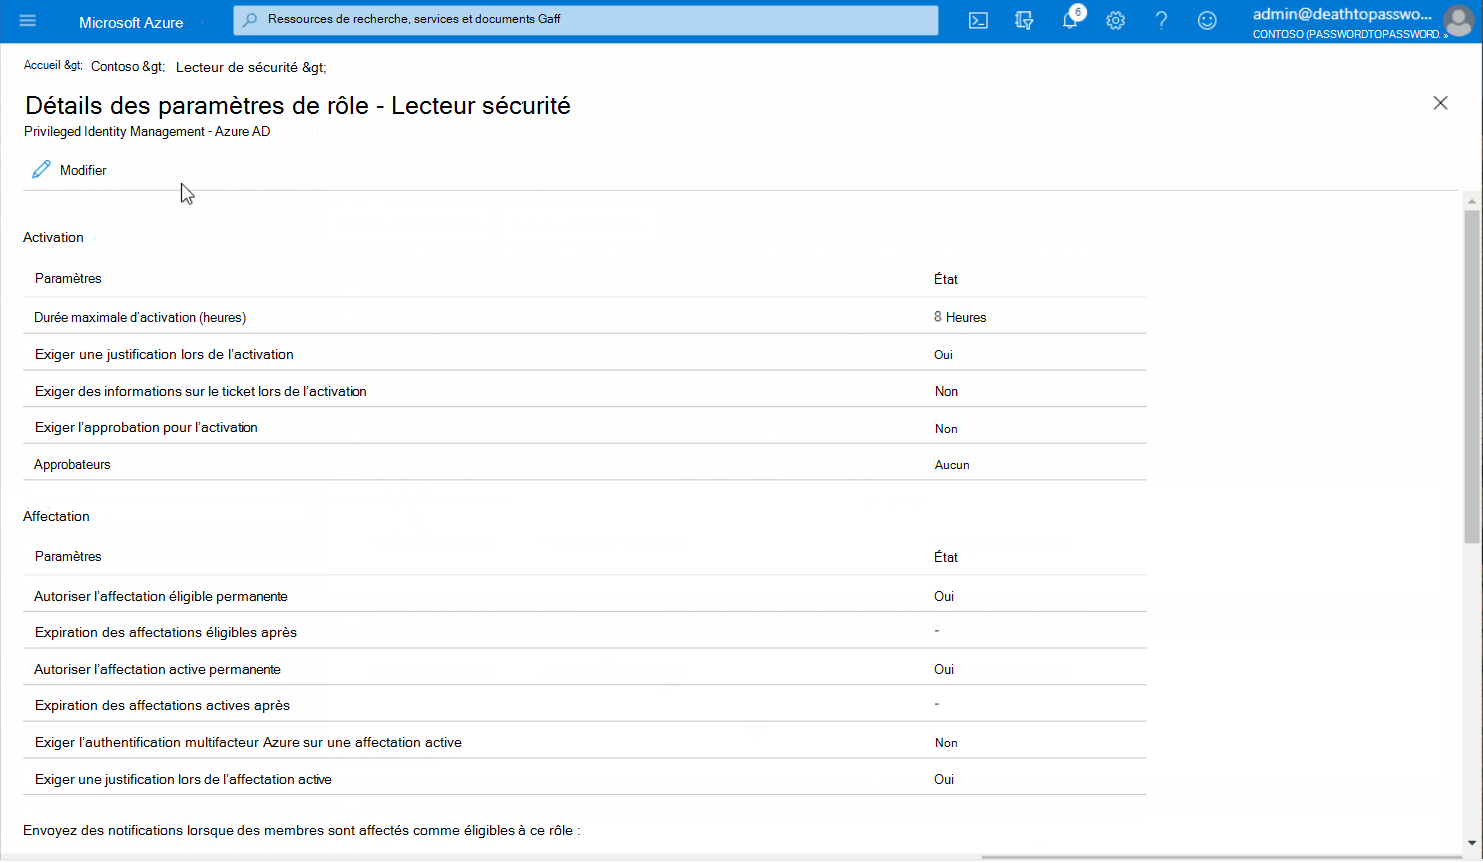 Microsoft Azure
Ressources de recherche, services et documents Gaff
6
admin@deathtopasswo...
CONTOSO (PASSWORDTOPASSWORD. »
Accueil &gt; Contoso &gt; Lecteur de sécurité &gt;
Détails des paramètres de rôle - Lecteur sécurité
Privileged Identity Management - Azure AD
Modifier
Activation
Paramètres État
Durée maximale d'activation (heures) 8 Heures
Exiger une justification lors de l'activation Oui
Exiger des informations sur le ticket lors de l'activation Non
Exiger l'approbation pour l'activation Non
Approbateurs Aucun
Affectation
Paramètres État
Autoriser l'affectation éligible permanente Oui
Expiration des affectations éligibles après -
Autoriser l'affectation active permanente Oui
Expiration des affectations actives après -
Exiger l'authentification multifacteur Azure sur une affectation active Non
Exiger une justification lors de l'affectation active Oui
Envoyez des notifications lorsque des membres sont affectés comme éligibles à ce rôle :